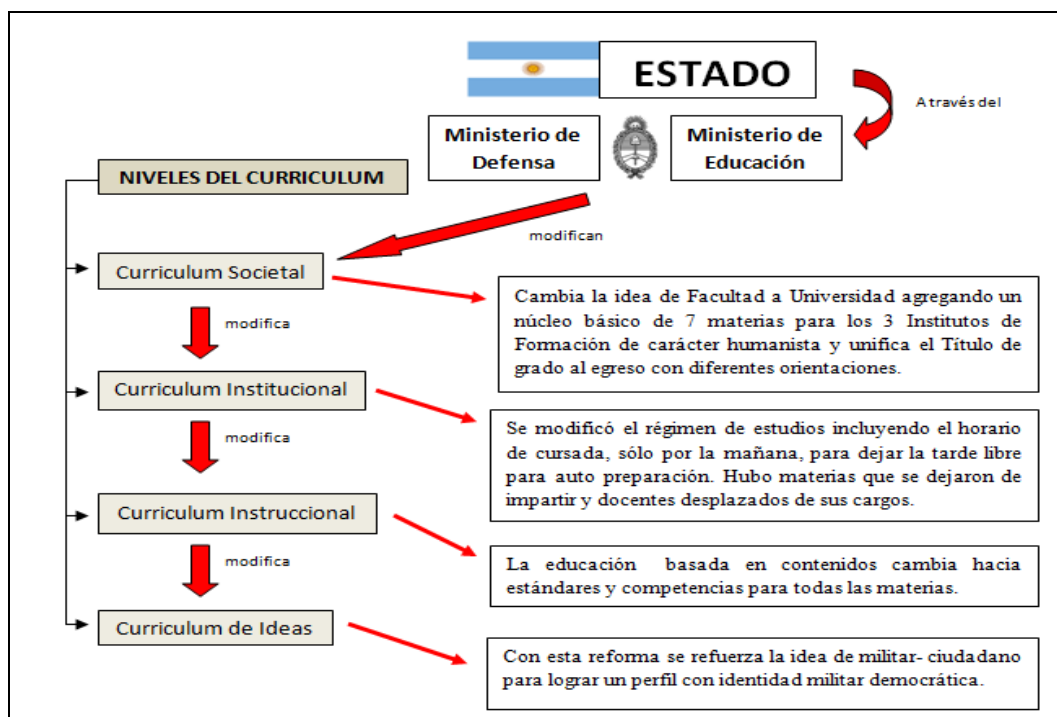 ESTADO
A través del
Ministerio de
Defensa
Ministerio de
Educación
NIVELES DEL CURRICULUM
modifican
Curriculum Societal
Cambia la idea de Facultad a Universidad agregando un
núcleo básico de 7 materias para los 3 Institutos de
Formación de carácter humanista y unifica el Título de
grado al egreso con diferentes orientaciones.
modifica
Curriculum Institucional
Se modificó el régimen de estudios incluyendo el horario
de cursada, sólo por la mañana, para dejar la tarde libre
para auto preparación. Hubo materias que se dejaron de
impartir y docentes desplazados de sus cargos.
modifica
Curriculum Instruccional
La educación basada en contenidos cambia hacia
estándares y competencias para todas las materias.
modifica
Curriculum de Ideas
Con esta reforma se refuerza la idea de militar- ciudadano
para lograr un perfil con identidad militar democrática.